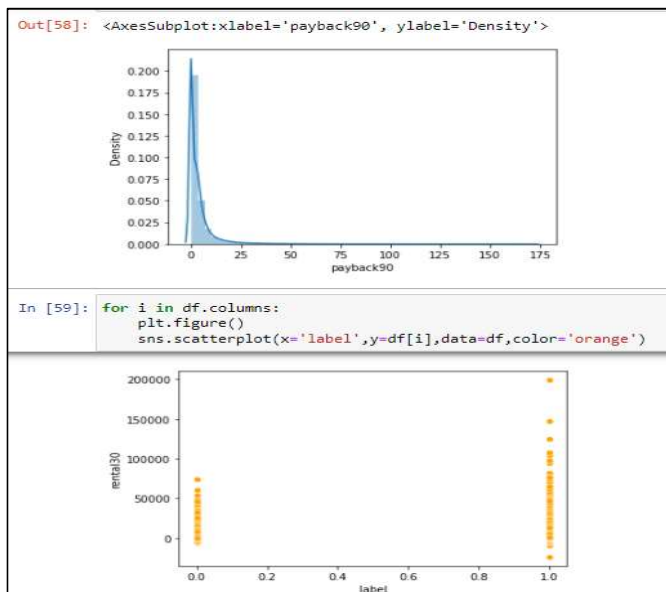 Out[58]: <AxesSubplot:xlabel='payback90', ylabel='Density'>
0.200
0.175
0.150
0.125
0.100
0.075
0.050
0.025
0.000
Density
0 25 50 75 100 125 150 175
payback90
In [59]: for i in df.columns:
plt.figure()
sns.scatterplot(x='label',y=df[i],data=df,color='orange')
200000
150000
100000
50000
0
rental30
0.0 0.2 0.4 0.6 0.8 1.0
label